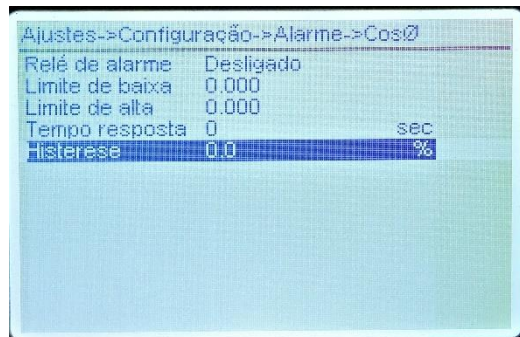 Ajustes->Configuração->Alarme->CosØ
Relé de alarme Desligado
Limite de baixa 0.000
Limite de alta 0.000
Tempo resposta 0 sec
Histerese 0.0 %